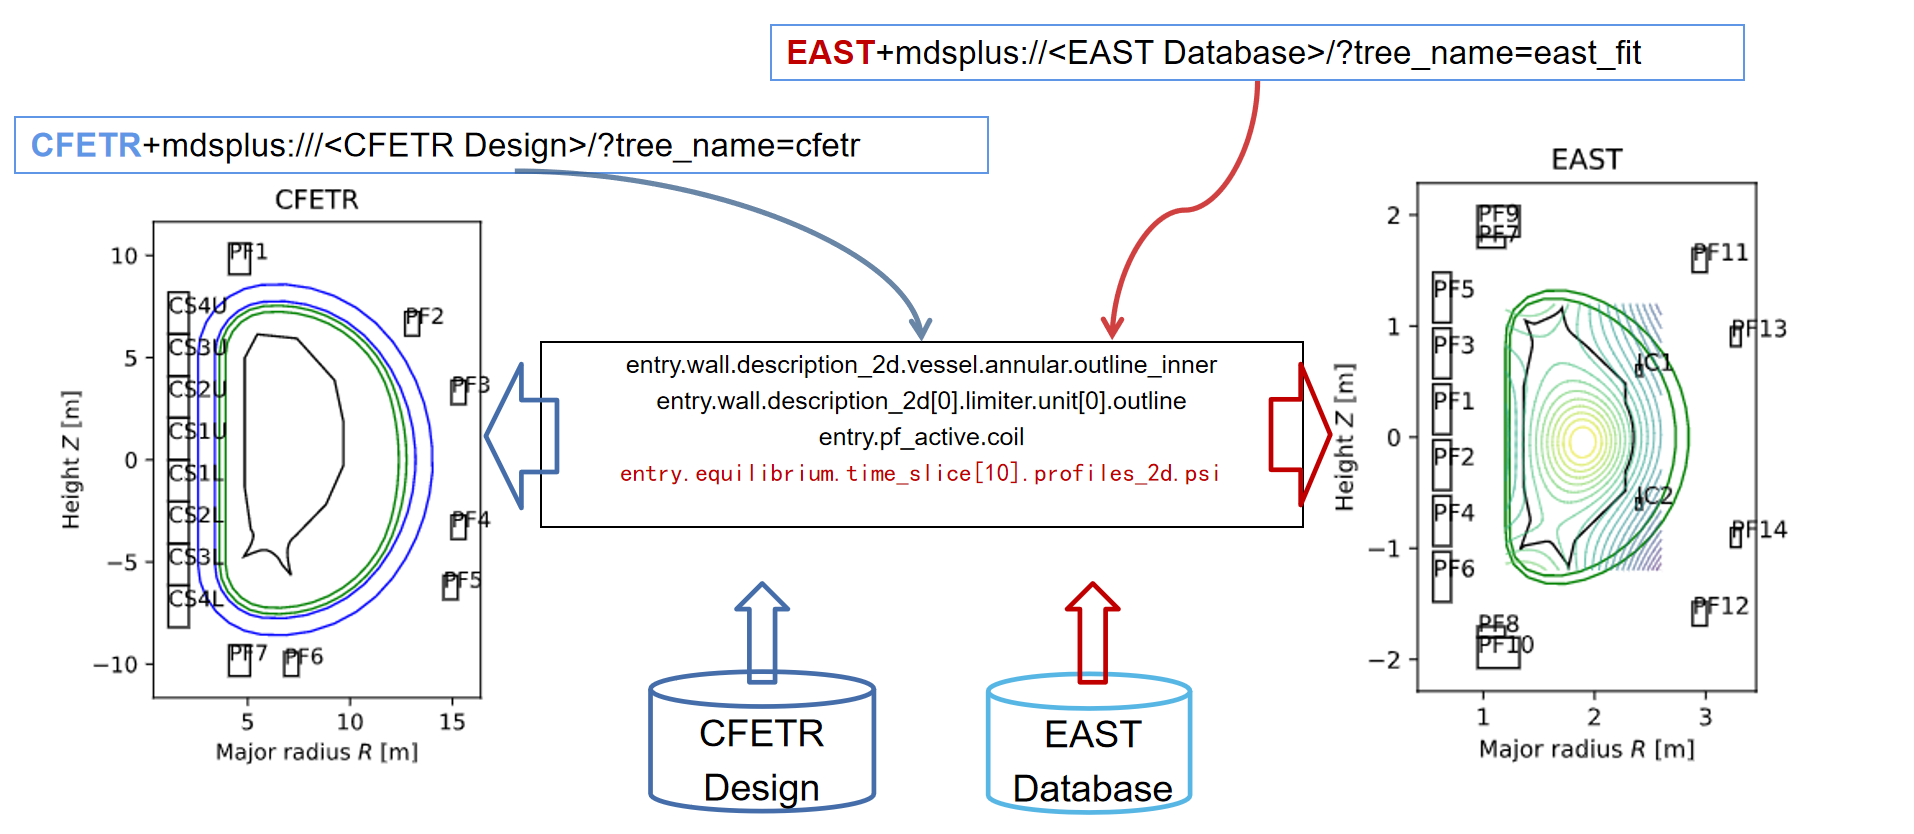 EAST+mdsplus://<EAST Database>/?tree_name=east_fit
CFETR+mdsplus:///<CFETR Design>/?tree_name=cfetr
CFETR
10
5
0
−5
−10
Height Z [m]
5
10
15
Major radius R [m]
PF1
CS4U
PF2
CS3U
CS2U
PF3
CS1U
CS1L
CS2L
PF4
CS3L
PF5
CS4L
PF7
PF6
entry.wall.description_2d.vessel.annular.outline_inner
entry.wall.description_2d[0].limiter.unit[0].outline
entry.pf_active.coil
entry.equilibrium.time_slice[10].profiles_2d.psi
CFETR
Design
EAST
Database
EAST
2
1
0
−1
−2
Height Z [m]
1
2
3
Major radius R [m]
PF9
PF7
PF11
PF5
PF13
PF3
IC1
PF1
PF2
IC2
PF4
PF14
PF6
PF12
PF8
PF10